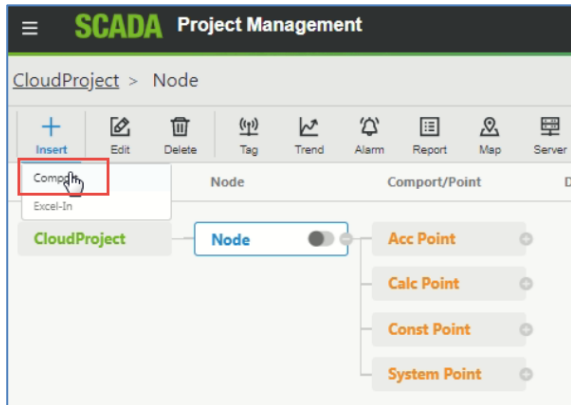 SCADA Project Management
CloudProject > Node
Insert Edit Delete Tag Trend Alarm Report Map Server
Node Comport/Point
Excel-In
CloudProject Node Acc Point
Calc Point
Const Point
System Point